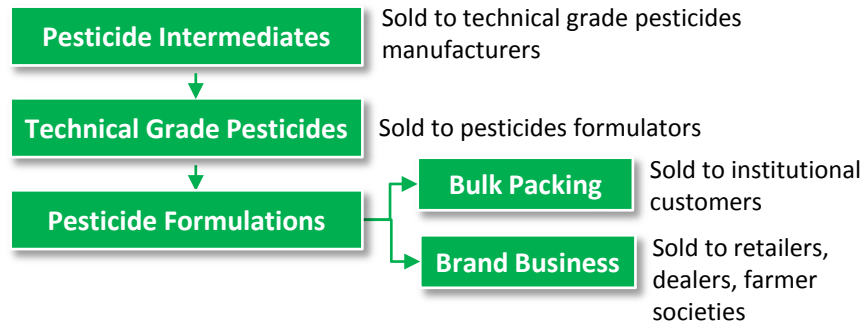 Pesticide Intermediates
Sold to technical grade pesticides
manufacturers
Technical Grade Pesticides
Sold to pesticides formulators
Pesticide Formulations
Bulk Packing
Sold to institutional
customers
Brand Business
Sold to retailers,
dealers, farmer
societies